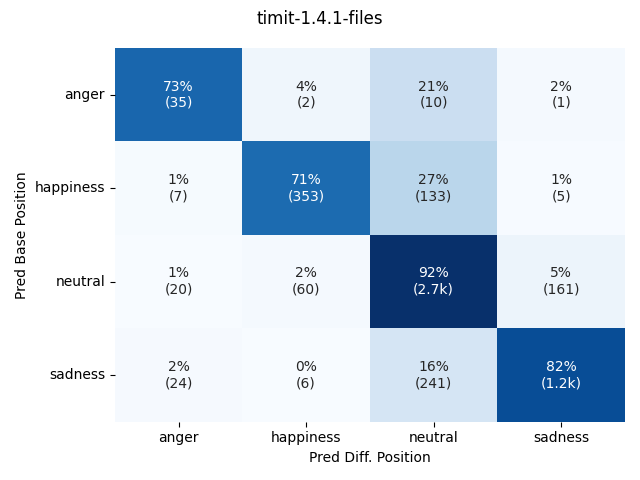 timit-1.4.1-files
Pred Base Position
anger
73%
(35)
4%
(2)
21%
(10)
2%
(1)
happiness
1%
(7)
71%
(353)
27%
(133)
1%
(5)
neutral
1%
(20)
2%
(60)
92%
(2.7k)
5%
(161)
sadness
2%
(24)
0%
(6)
16%
(241)
82%
(1.2k)
anger
happiness
neutral
sadness
Pred Diff. Position